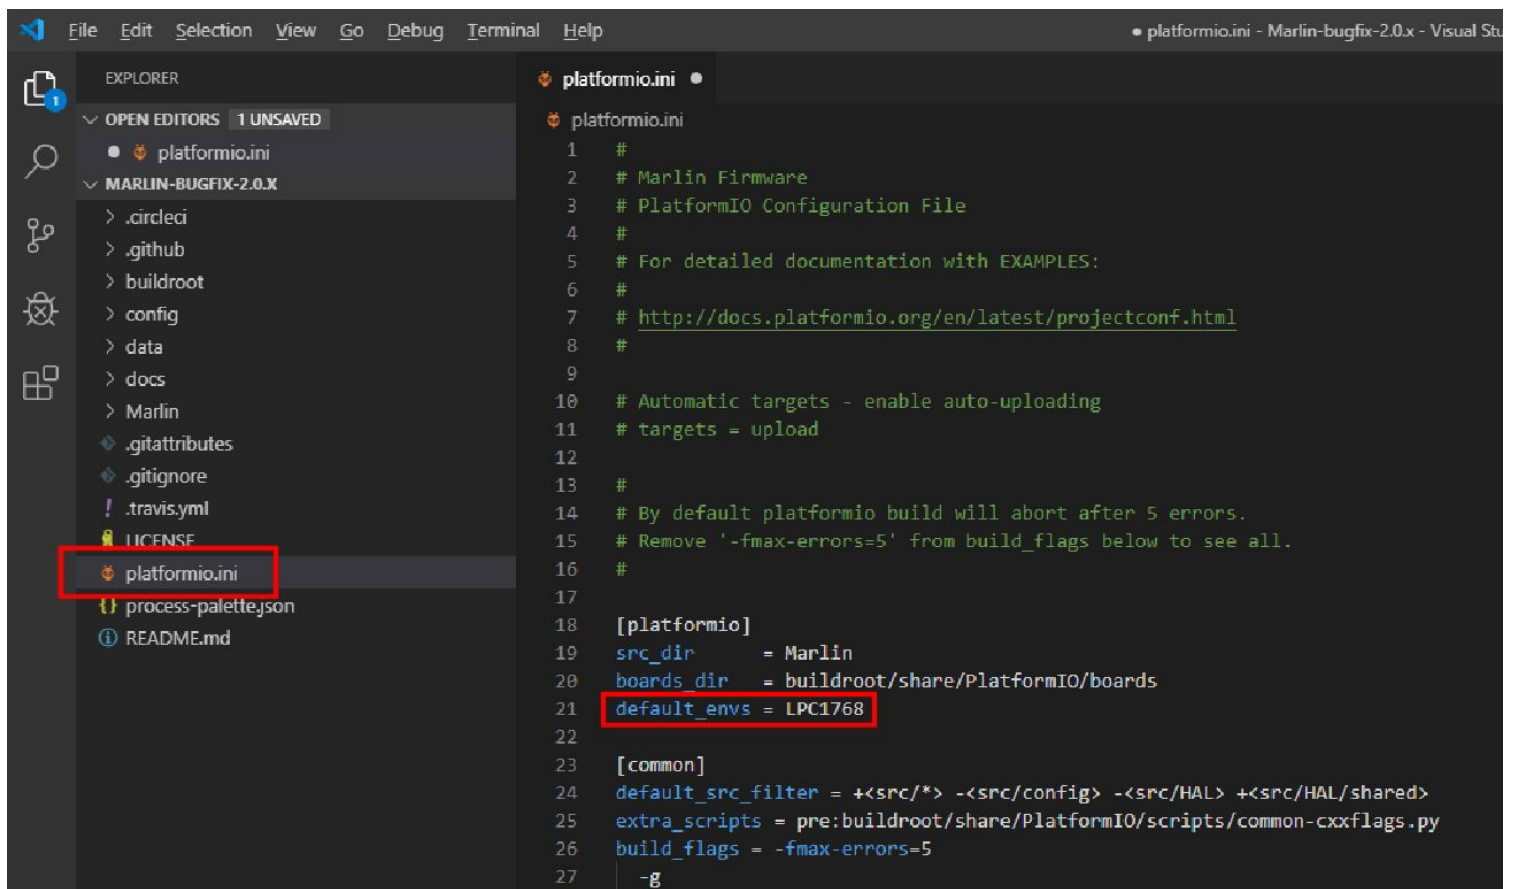 File Edit Selection View Go Debug Terminal Help
● platformio.ini - Marlin-bugfix-2.0.x - Visual Stu
EXPLORER
1
OPEN EDITORS 1 UNSAVED
platformio.ini
MARLIN-BUGFIX-2.0.X
.circleci
.github
buildroot
config
data
docs
Marlin
.gitattributes
.gitignore
! .travis.yml
LICENSE
platformio.ini
{} process-palette.json
README.md
platformio.ini ●
platformio.ini
1 #
2 # Marlin Firmware
3 # PlatformIO Configuration File
4 #
5 # For detailed documentation with EXAMPLES:
6 #
7 # http://docs.platformio.org/en/latest/projectconf.html
8 #
9
10 # Automatic targets - enable auto-uploading
11 # targets = upload
12
13 #
14 # By default platformio build will abort after 5 errors.
15 # Remove '-fmax-errors=5' from build_flags below to see all.
16 #
17
18 [platformio]
19 src_dir = Marlin
20 boards_dir = buildroot/share/PlatformIO/boards
21 default_envs = LPC1768
22
23 [common]
24 default_src_filter = +<src/*> -<src/config> -<src/HAL> +<src/HAL/shared>
25 extra_scripts = pre:buildroot/share/PlatformIO/scripts/common-cxxflags.py
26 build_flags = -fmax-errors=5
27 -g